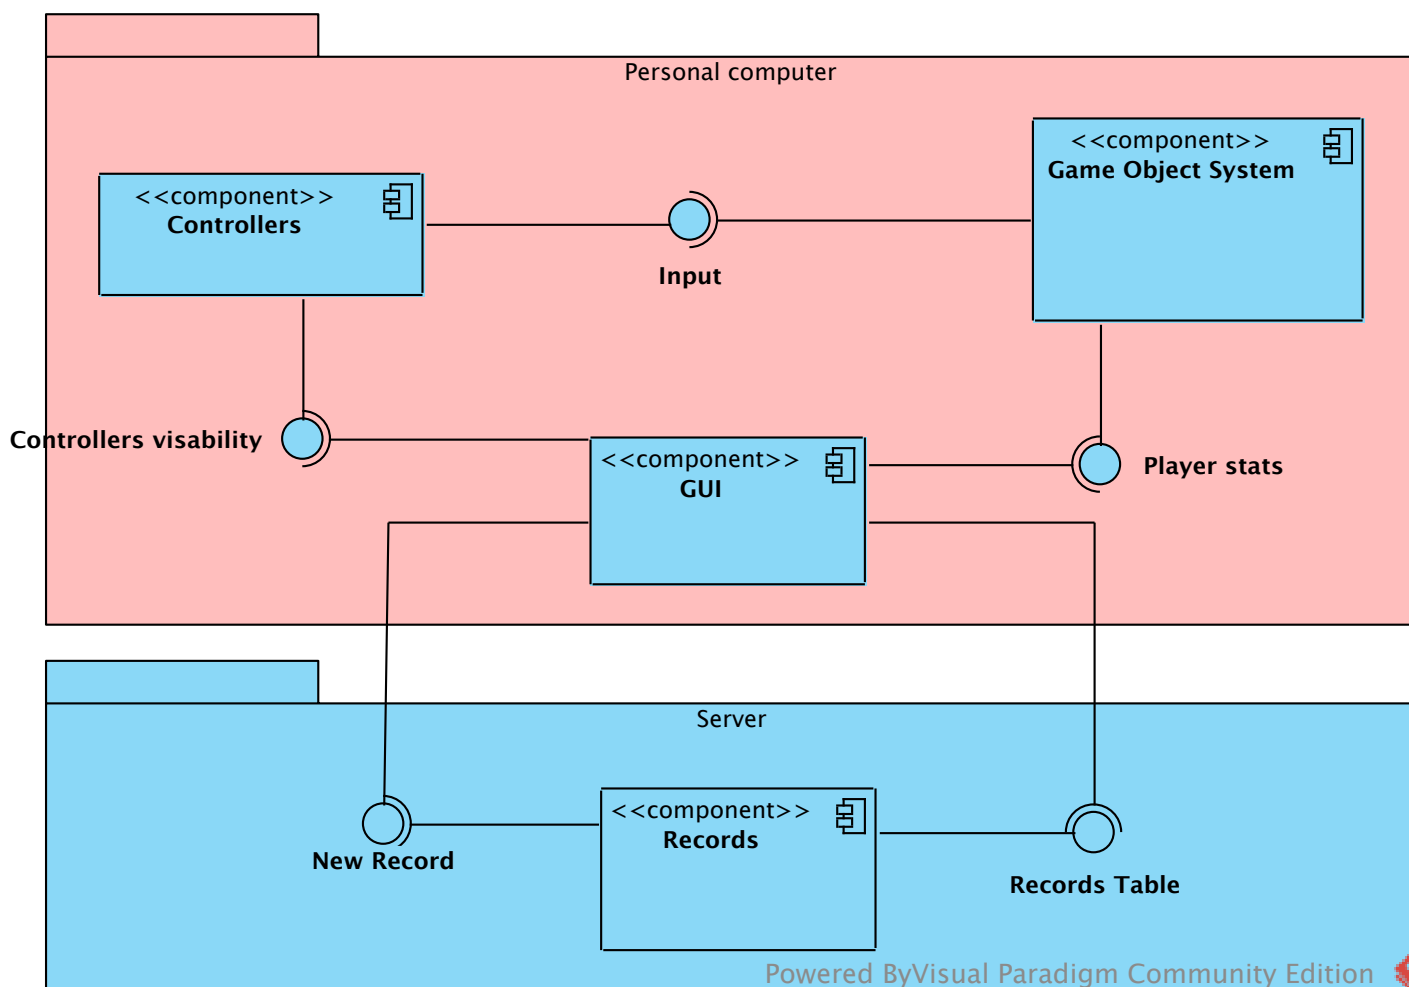 Personal computer
<<component>>
Game Object System
<<component>>
Controllers
Input
Controllers visability
<<component>>
GUI
Player stats
Server
<<component>>
Records
New Record
Records Table
Powered ByVisual Paradigm Community Edition